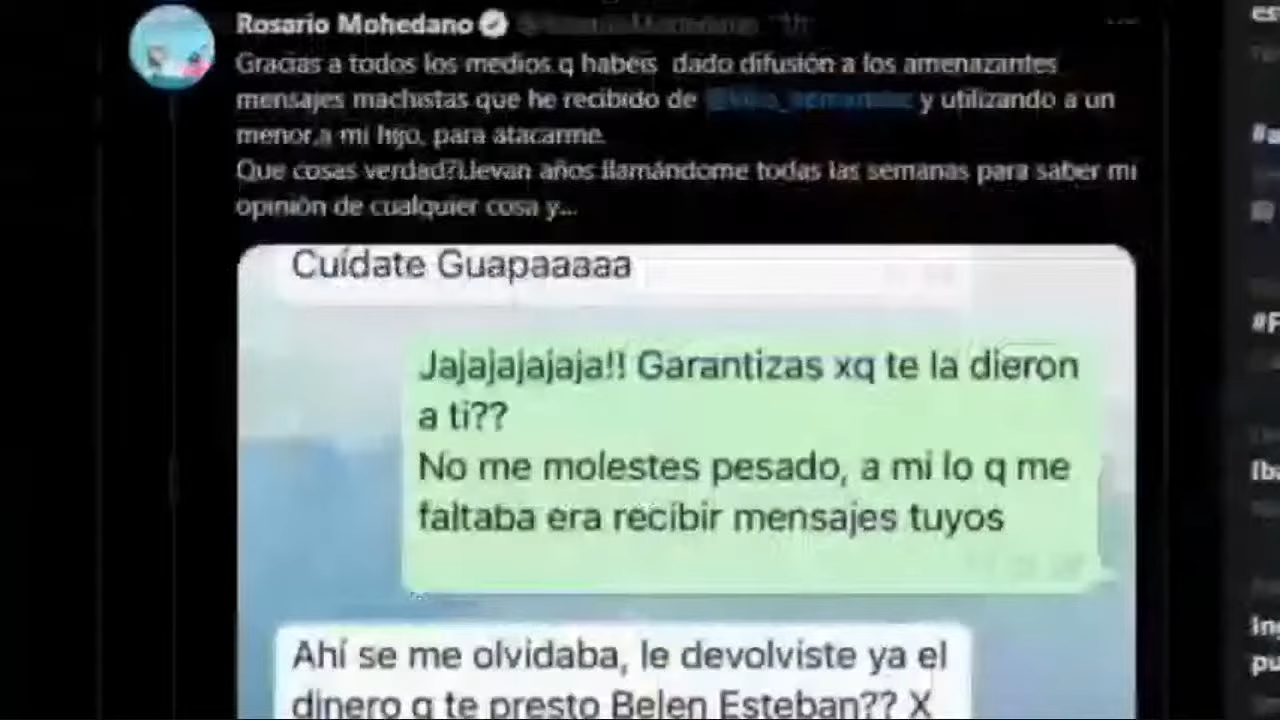 Rosario Mohedano
Gracias a todos los medios q habéis dado difusión a los amenazantes
mensajes machistas que he recibido de y utilizando a un
menor,a mi hijo, para atacarme.
Que cosas verdad?Llevan años llamándome todas las semanas para saber mi
opinión de cualquier cosa y...
Cuídate Guapaaaaa
Jajajajajaja!! Garantizas xq te la dieron
a ti??
No me molestes pesado, a mi lo q me
faltaba era recibir mensajes tuyos
Ahí se me olvidaba, le devolviste ya el
dinero q te presto Belen Esteban?? X